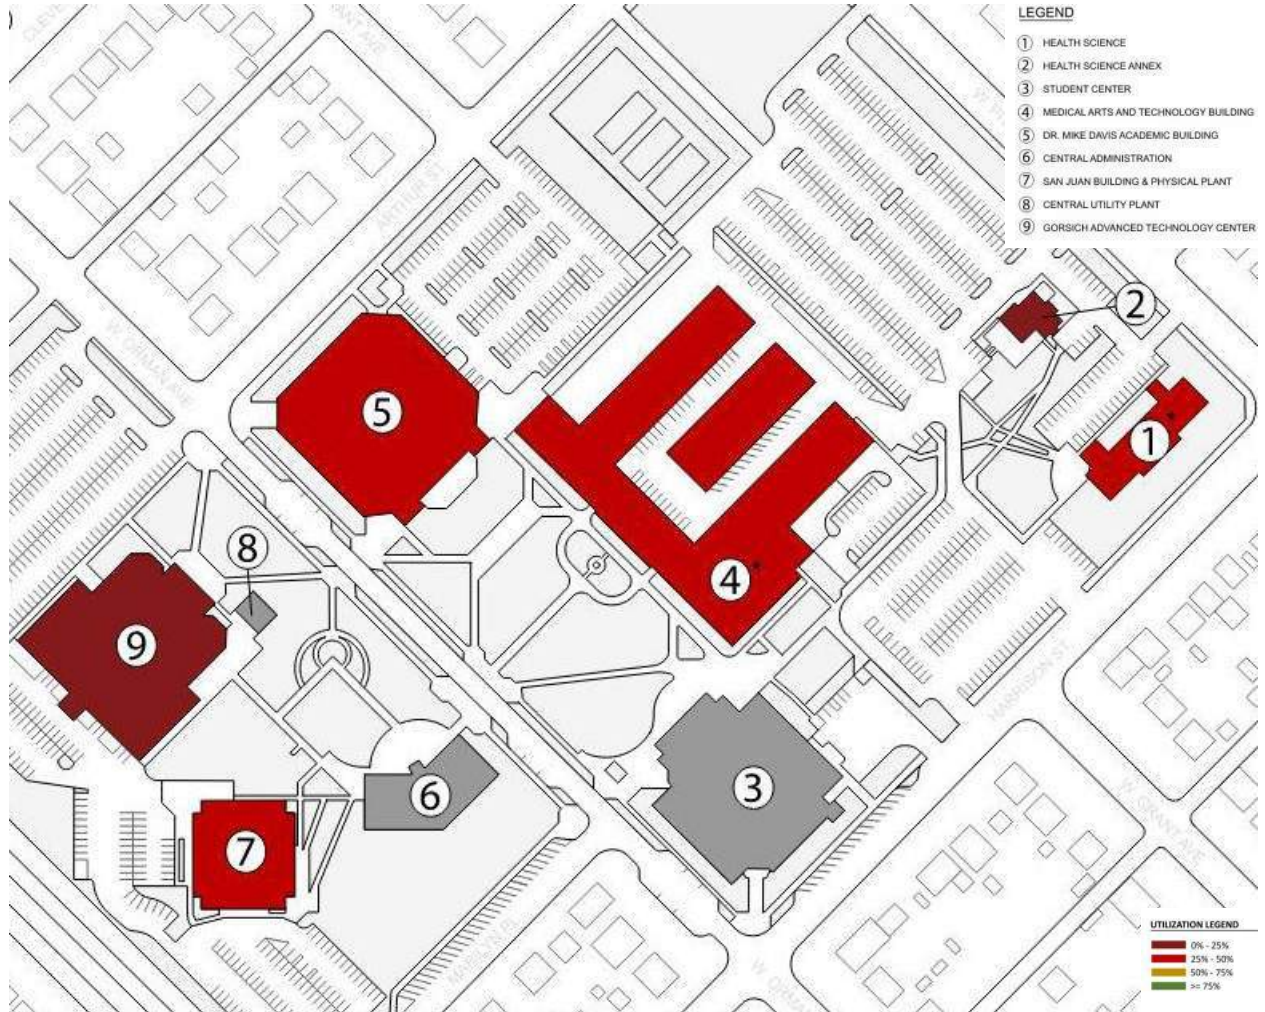 LEGEND
1 HEALTH SCIENCE
2 HEALTH SCIENCE ANNEX
3 STUDENT CENTER
4 MEDICAL ARTS AND TECHNOLOGY BUILDING
5 DR. MIKE DAVIS ACADEMIC BUILDING
6 CENTRAL ADMINISTRATION
7 SAN JUAN BUILDING & PHYSICAL PLANT
8 CENTRAL UTILITY PLANT
9 GORSICH ADVANCED TECHNOLOGY CENTER
ARTHUR ST.
W ORMAN AVE
2
1
5
4
8
9
6
3
7
HARRISON ST.
W GRANT AVE
UTILIZATION LEGEND
0% - 25%
25% - 50%
50% - 75%
>= 75%